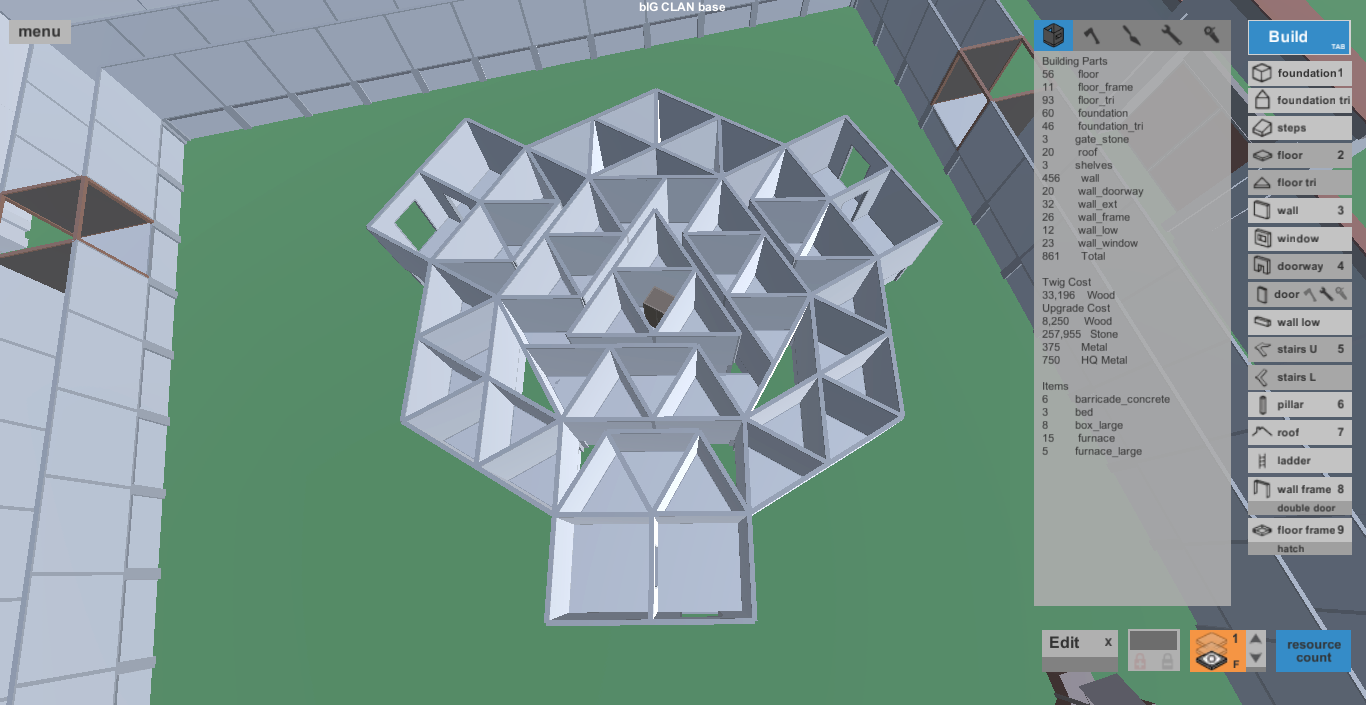 bIG CLAN base
menu
Building Parts
56 floor
11 floor_frame
93 floor_tri
60 foundation
46 foundation_tri
3 gate_stone
20 roof
3 shelves
456 wall
20 wall_doorway
32 wall_ext
26 wall_frame
12 wall_low
23 wall_window
861 Total
Twig Cost
33,196 Wood
Upgrade Cost
8,250 Wood
257,955 Stone
375 Metal
750 HQ Metal
Items
6 barricade_concrete
3 bed
8 box_large
15 furnace
5 furnace_large
Build
TAB
foundation 1
foundation tri
steps
floor 2
floor tri
wall 3
window
doorway 4
door
wall low
stairs U 5
stairs L
pillar 6
roof 7
ladder
wall frame 8
double door
floor frame 9
hatch
Edit x
1
F
resource
count